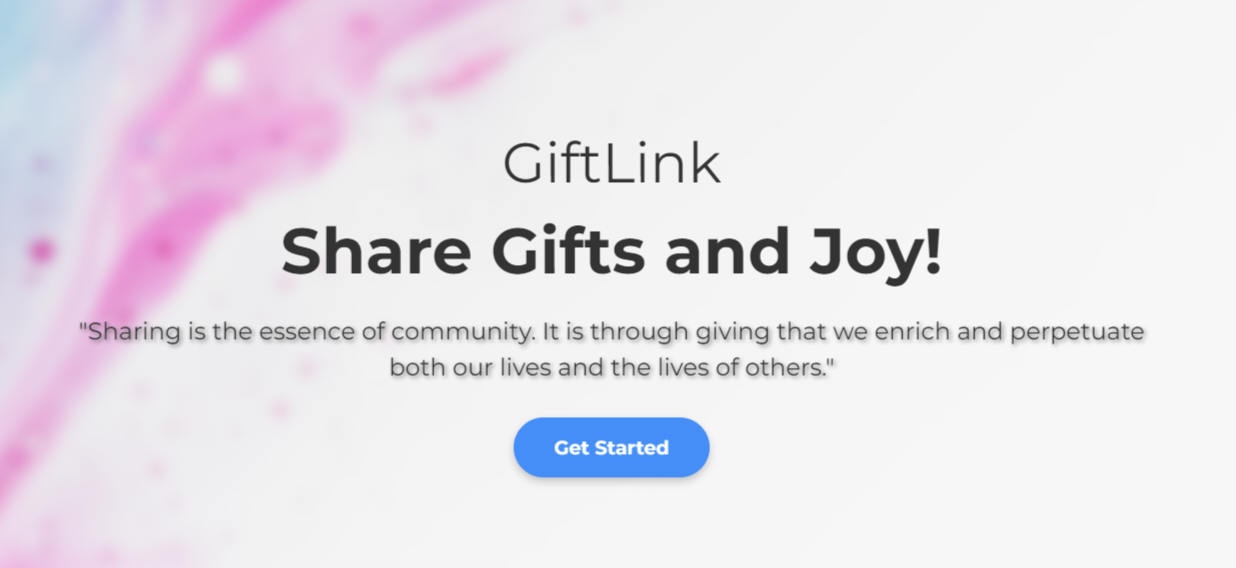 GiftLink
Share Gifts and Joy!
"Sharing is the essence of community. It is through giving that we enrich and perpetuate
both our lives and the lives of others."
Get Started